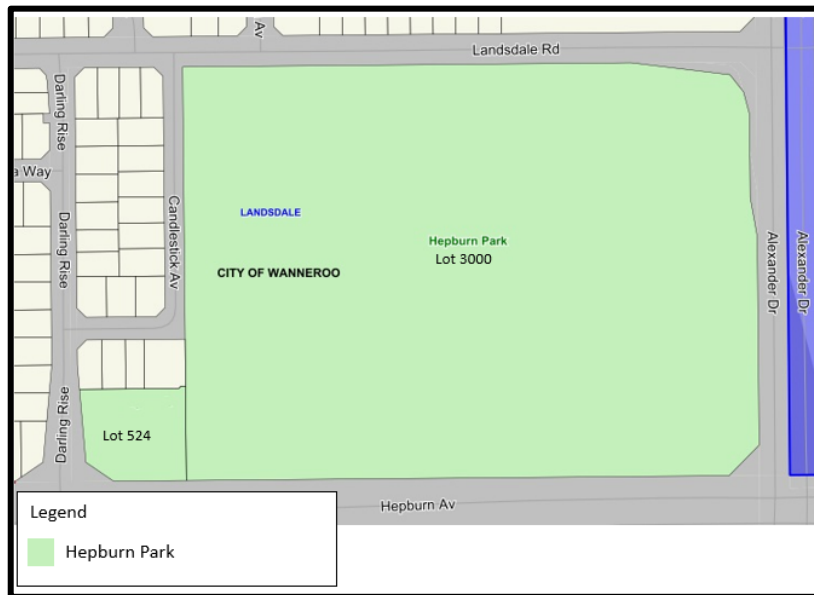 Landsdale Rd
Av
Darling Rise
a Way
Candlestick Av
Darling Rise
LANDSDALE
Hepburn Park
Lot 3000
CITY OF WANNEROO
Alexander Dr
Alexander Dr
Darling Rise
Lot 524
Hepburn Av
Legend
Hepburn Park